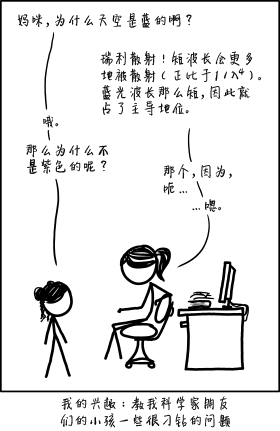 妈咪,为什么天空是蓝的啊?
瑞利散射!短波长会更多
地被散射(正比于1/λ⁴)。
蓝光波长那么短,因此就
占了主导地位。
哦。
那么为什么不
是紫色的呢?
那个,因为,
呃…
…嗯。
我的兴趣:教我科学家朋友
们的小孩一些很刁钻的问题